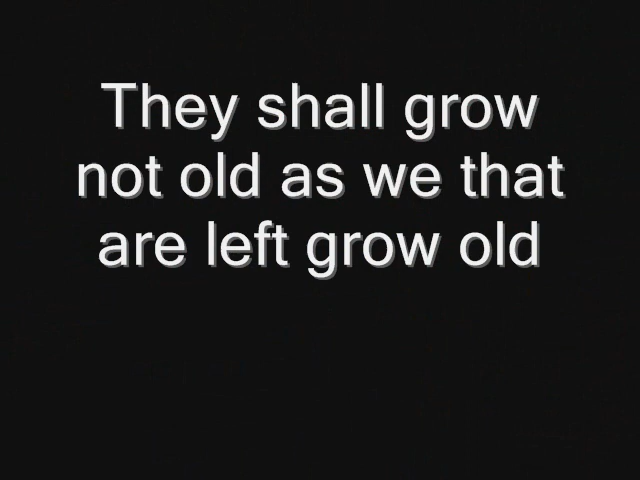 They shall grow
not old as we that
are left grow old